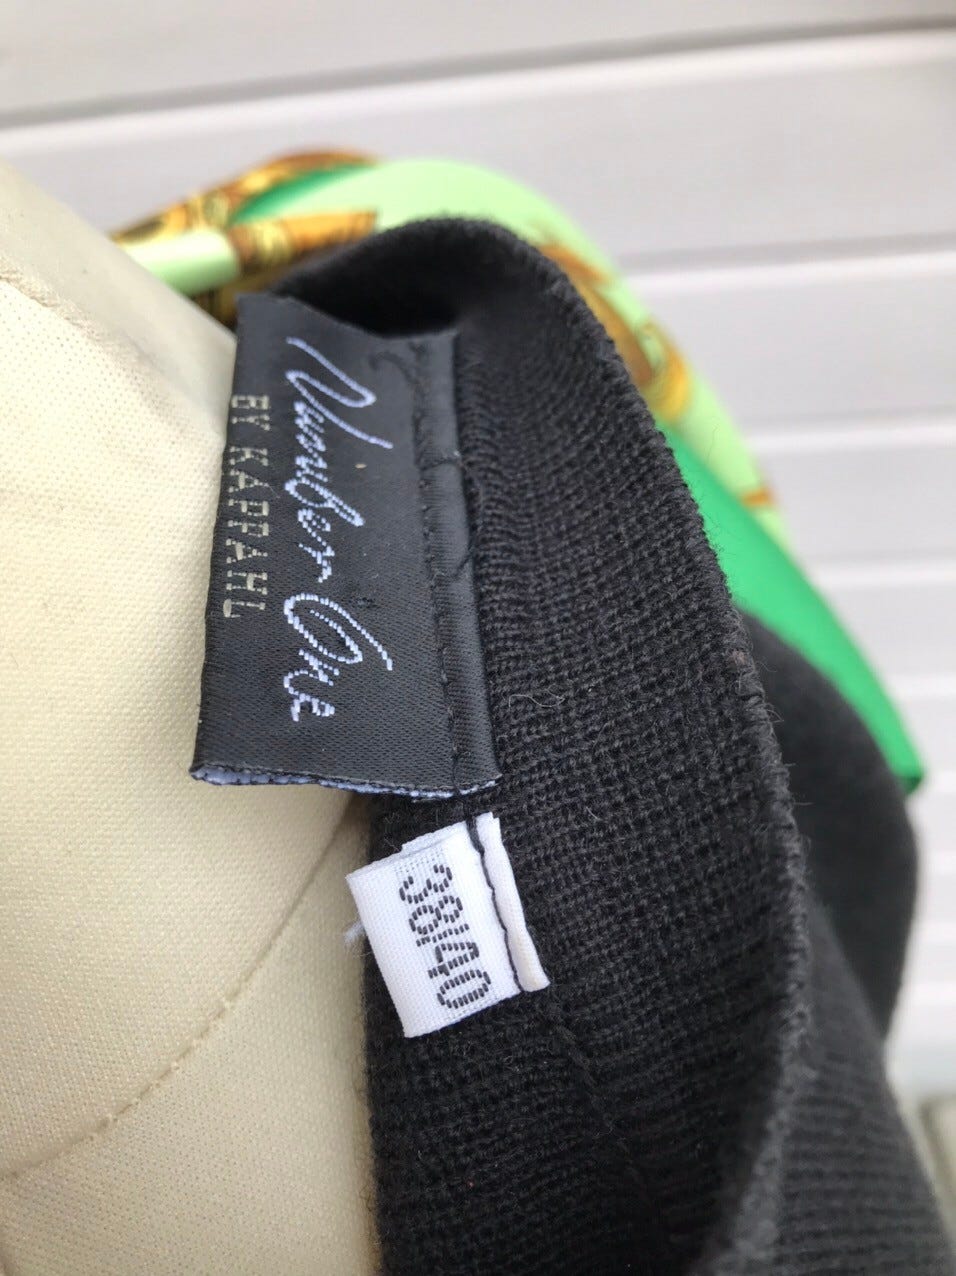 Number One
BY KAPPAHL
38/40